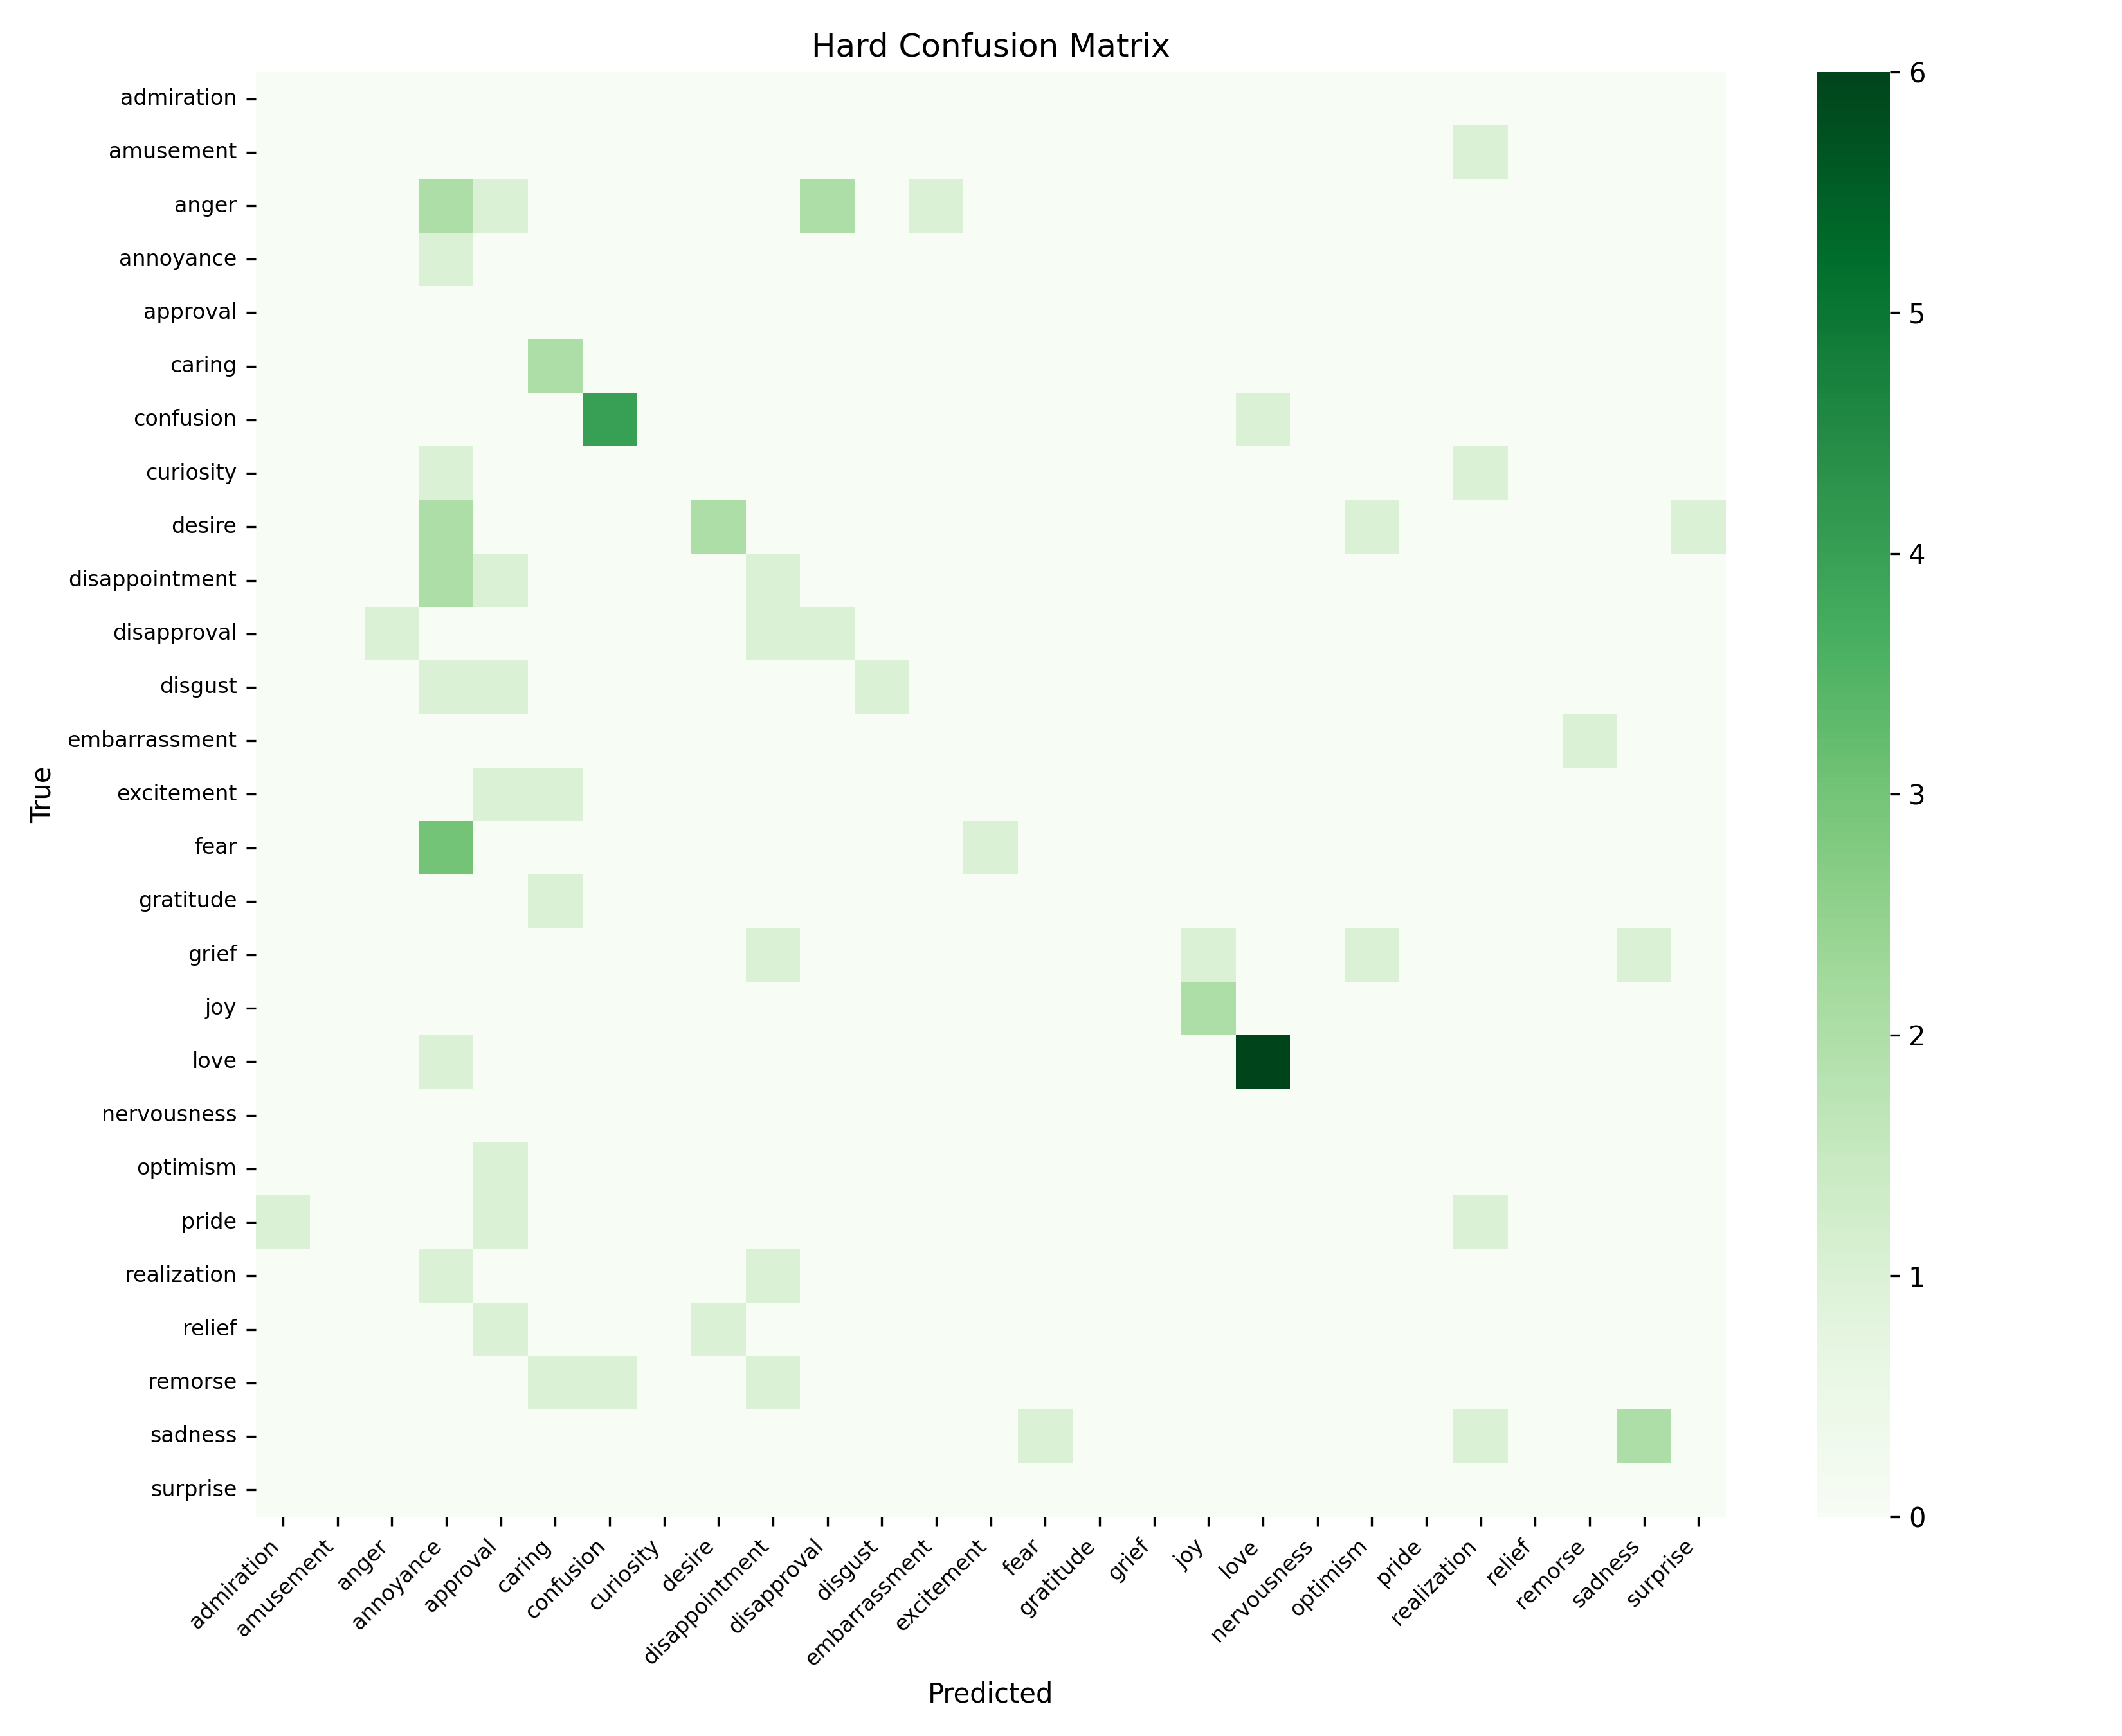 Hard Confusion Matrix
True
admiration
amusement
anger
annoyance
approval
caring
confusion
curiosity
desire
disappointment
disapproval
disgust
embarrassment
excitement
fear
gratitude
grief
joy
love
nervousness
optimism
pride
realization
relief
remorse
sadness
surprise
admiration
amusement
anger
annoyance
approval
caring
confusion
curiosity
desire
disappointment
disapproval
disgust
embarrassment
excitement
fear
gratitude
grief
joy
love
nervousness
optimism
pride
realization
relief
remorse
sadness
surprise
Predicted
6
5
4
3
2
1
0